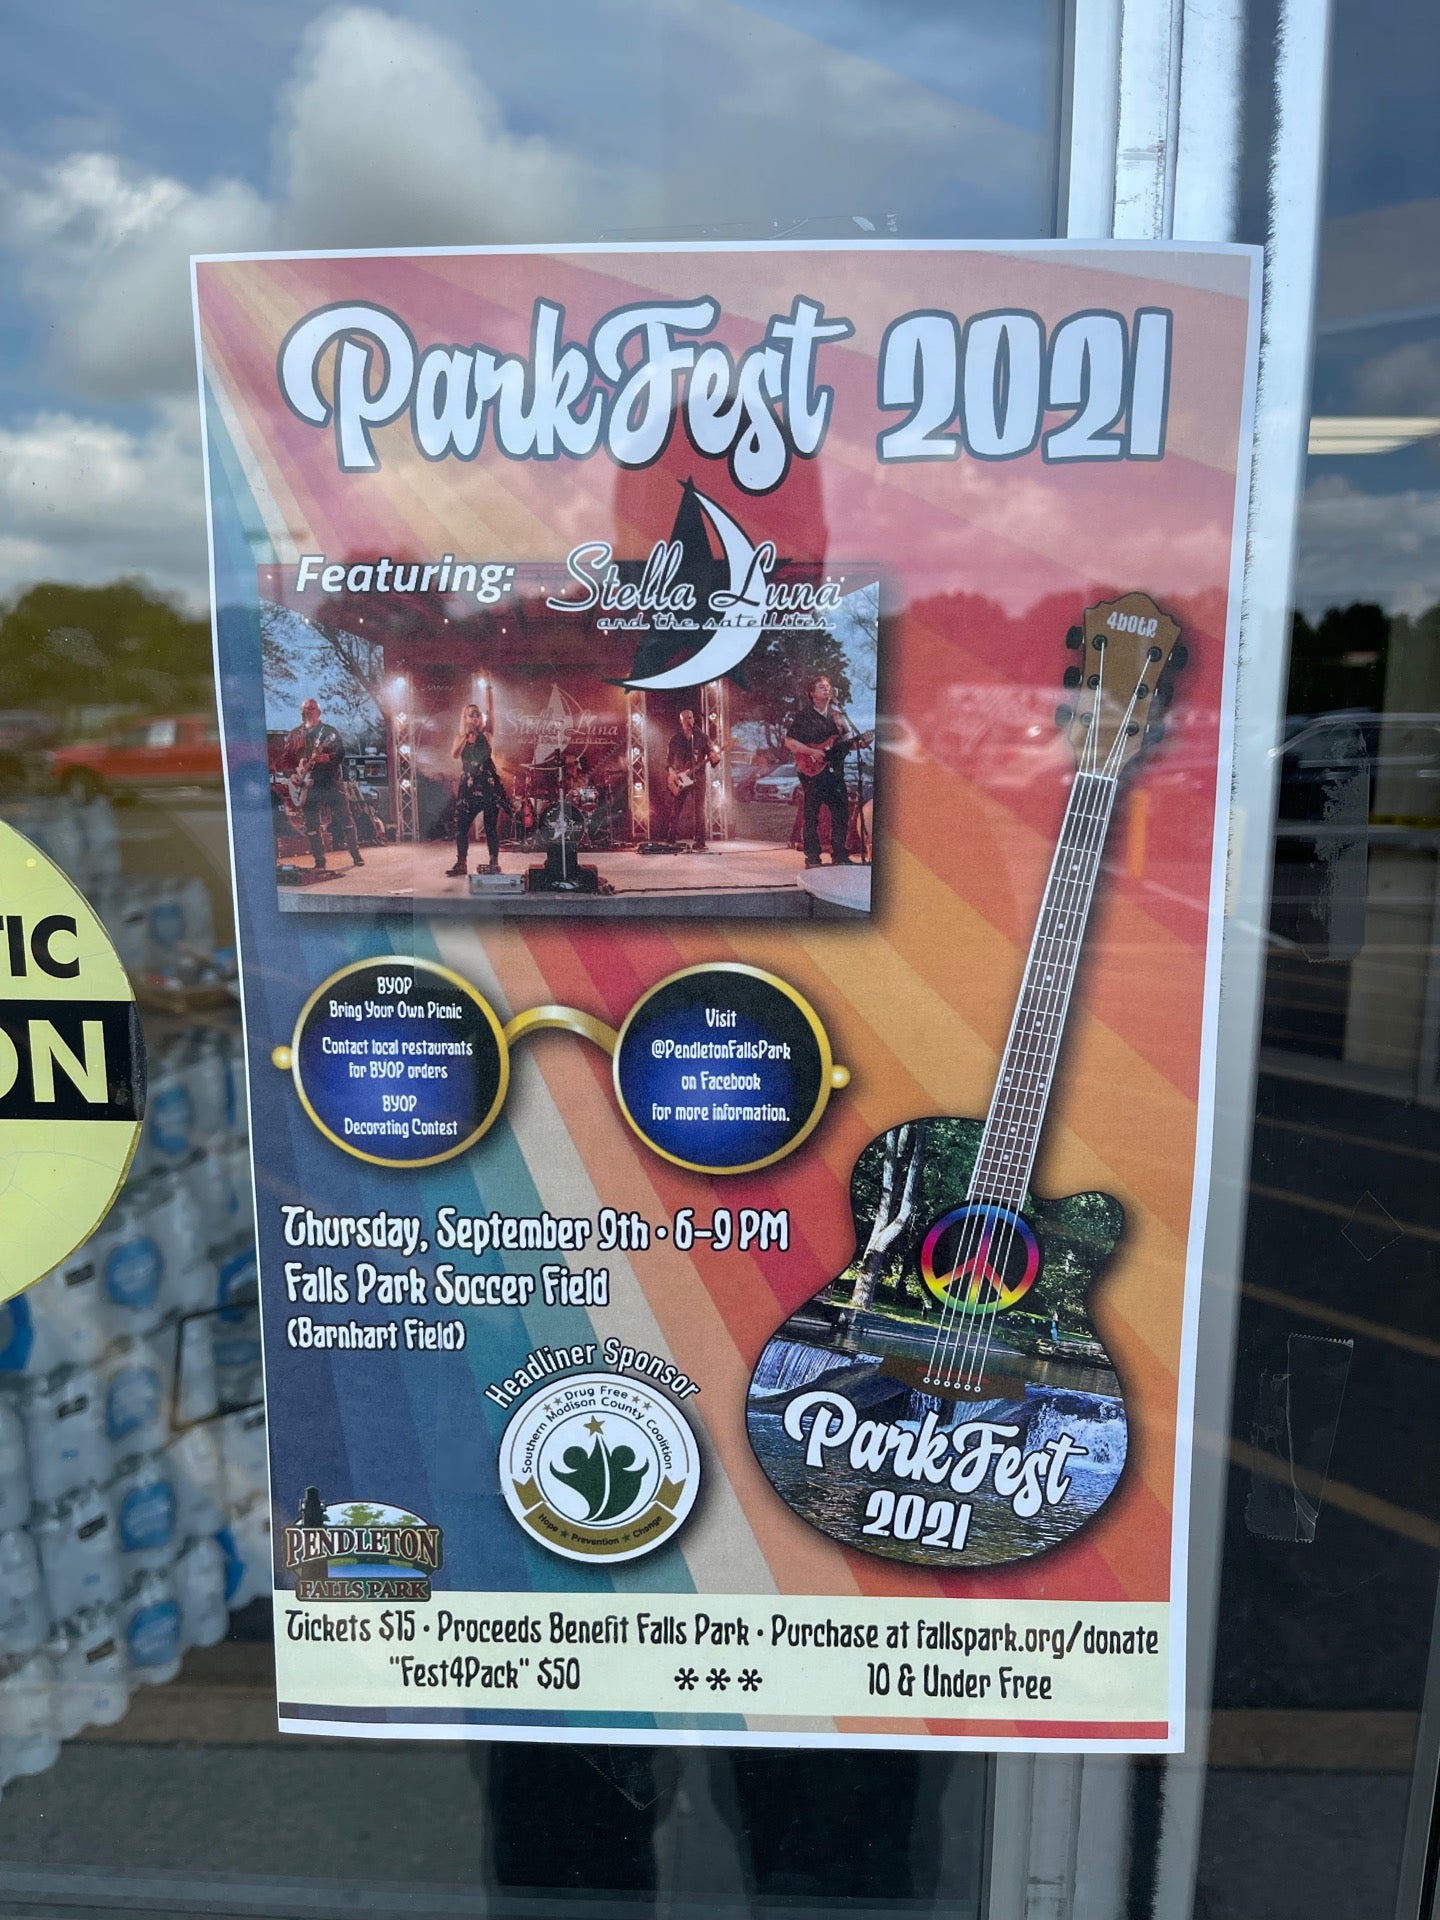 ParkFest 2021
Featuring:
Stella Luna
and the satellites
4bOtR
Stella Luna
BYOP
Bring Your Own Picnic
Contact local restaurants
for BYOP orders
BYOP
Decorating Contest
Visit
@PendletonFallsPark
on Facebook
for more information.
Thursday, September 9th • 6-9 PM
Falls Park Soccer Field
(Barnhart Field)
Headliner Sponsor
Drug Free
Southern Madison County Coalition
Hope ★ Prevention ★ Change
PENDLETON
FALLS PARK
ParkFest
2021
Tickets $15 • Proceeds Benefit Falls Park • Purchase at fallspark.org/donate
"Fest4Pack" $50 *** 10 & Under Free
TIC
ON